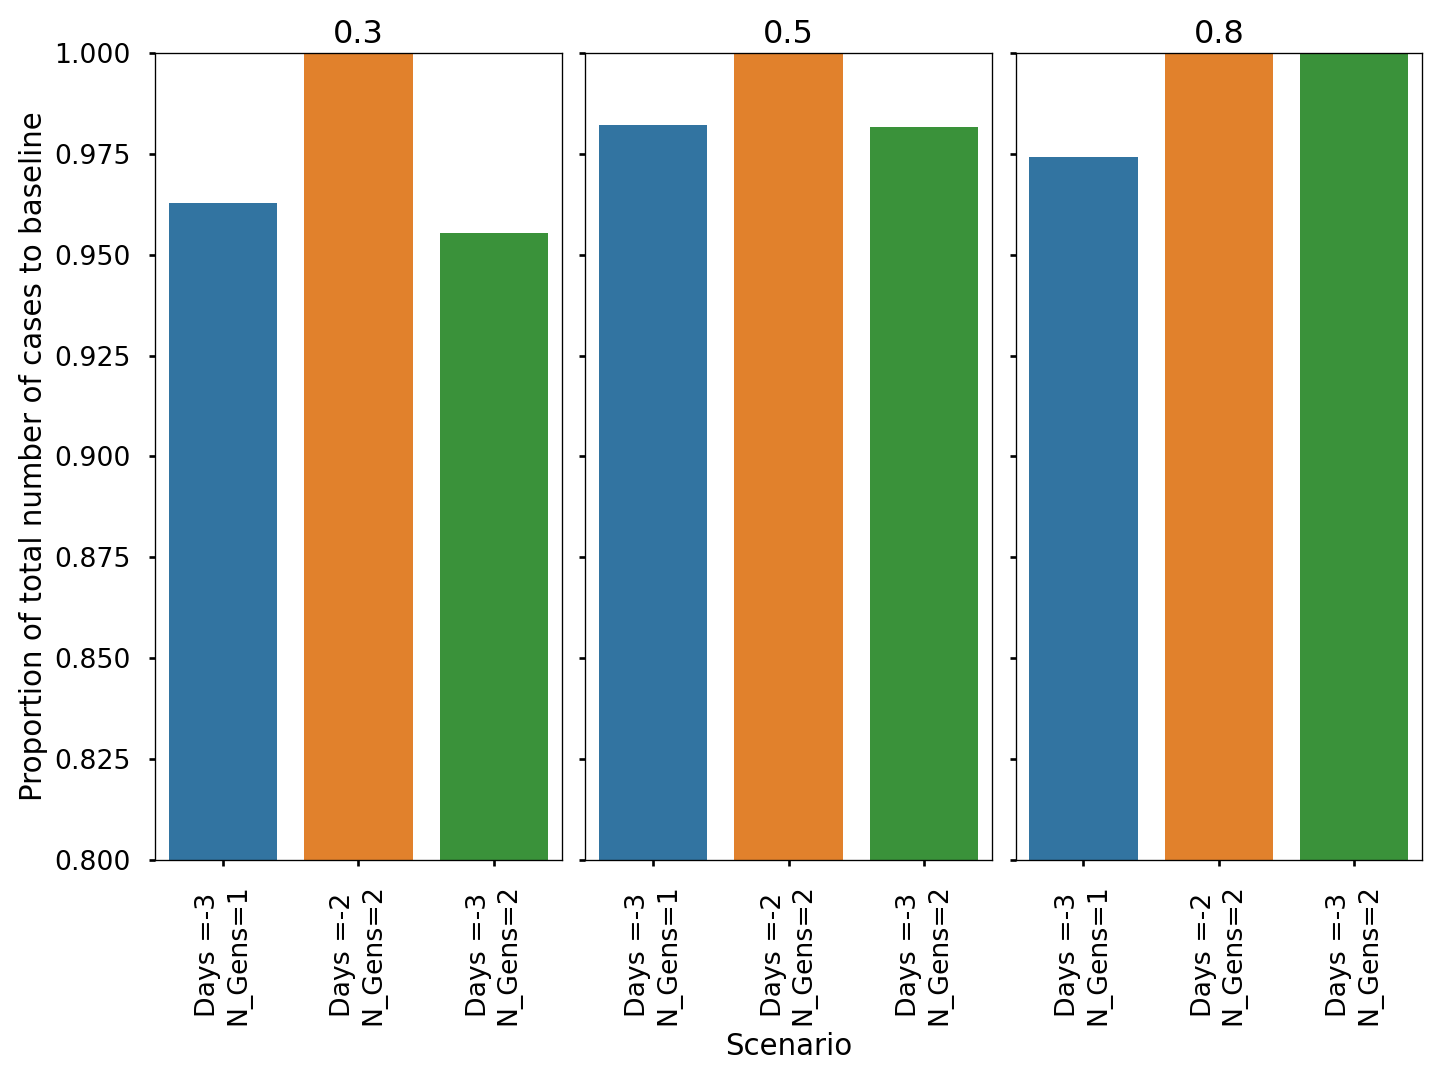 0.3
0.5
0.8
Proportion of total number of cases to baseline
1.000
0.975
0.950
0.925
0.900
0.875
0.850
0.825
0.800
Days =-3
N_Gens=1
Days =-2
N_Gens=2
Days =-3
N_Gens=2
Days =-3
N_Gens=1
Days =-2
N_Gens=2
Days =-3
N_Gens=2
Days =-3
N_Gens=1
Days =-2
N_Gens=2
Days =-3
N_Gens=2
Scenario